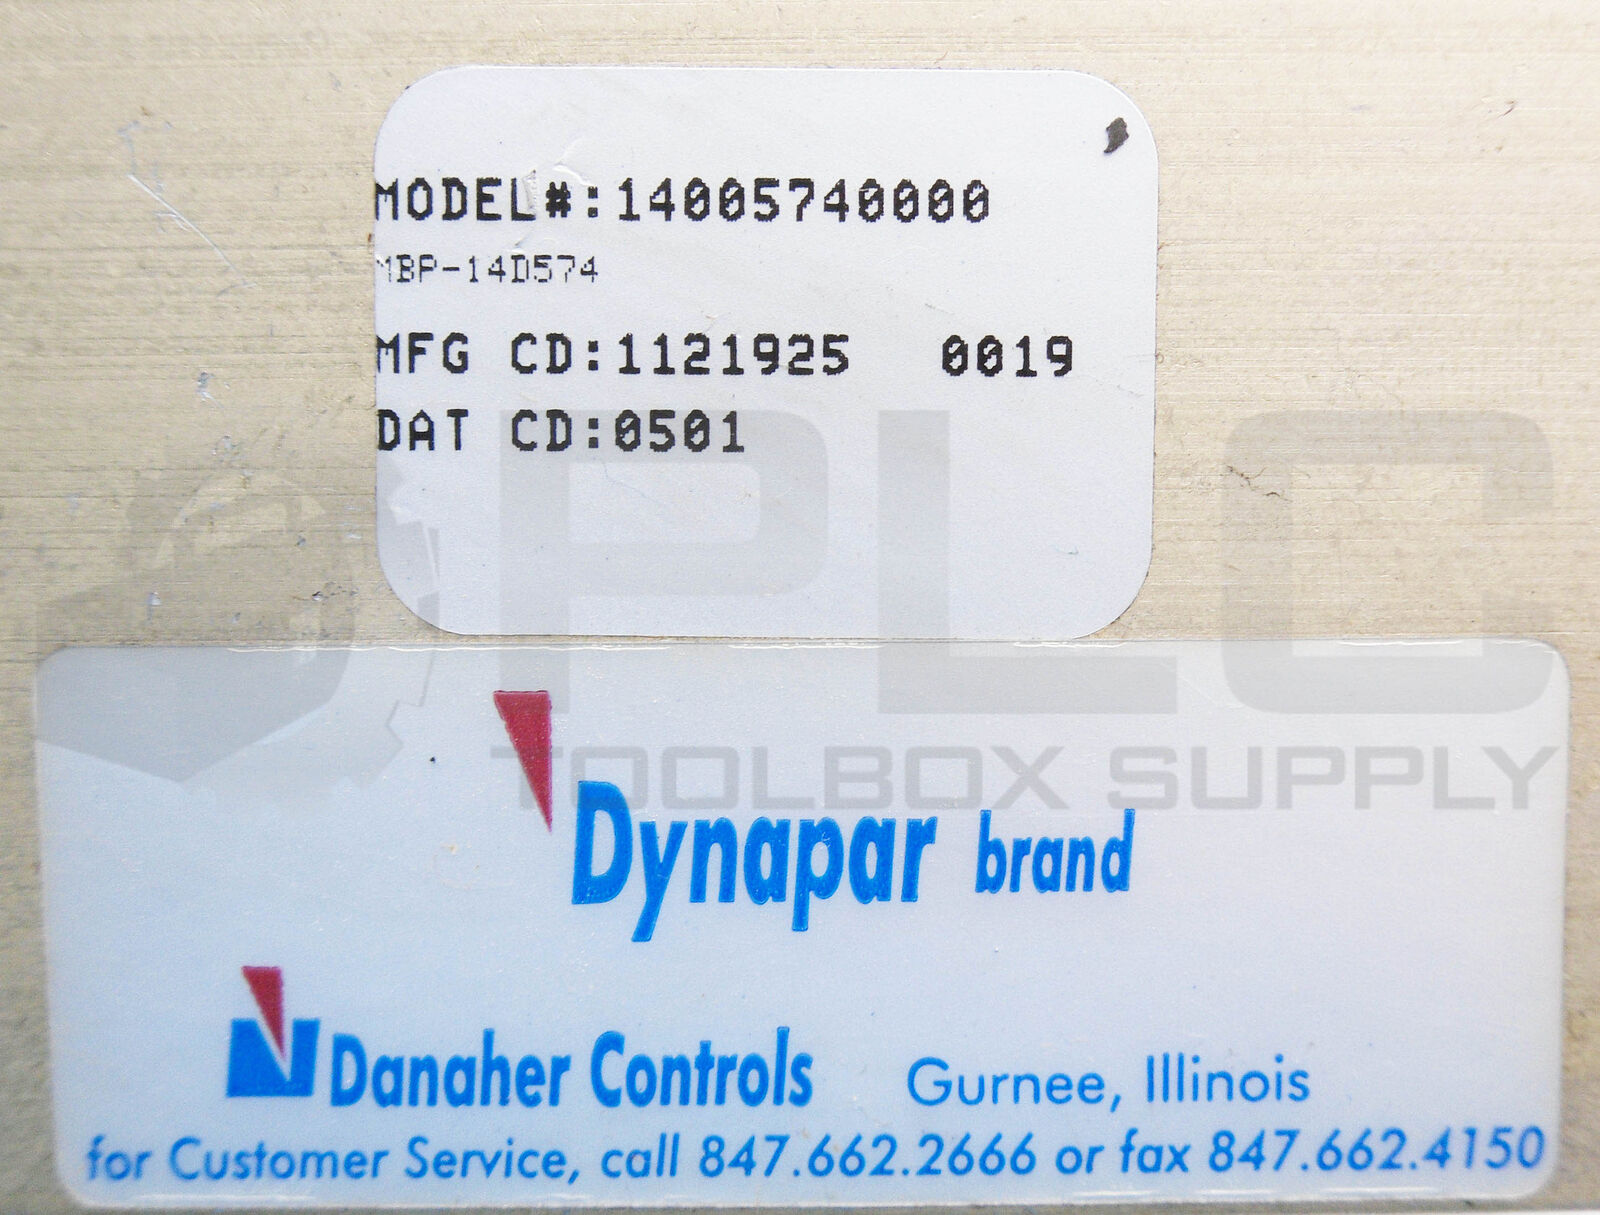 MODEL#:14005740000
MBP-14D574
MFG CD:1121925 0019
DAT CD:0501
PLC
TOOLBOX SUPPLY
Dynapar brand
Danaher Controls Gurnee, Illinois
for Customer Service, call 847.662.2666 or fax 847.662.4150